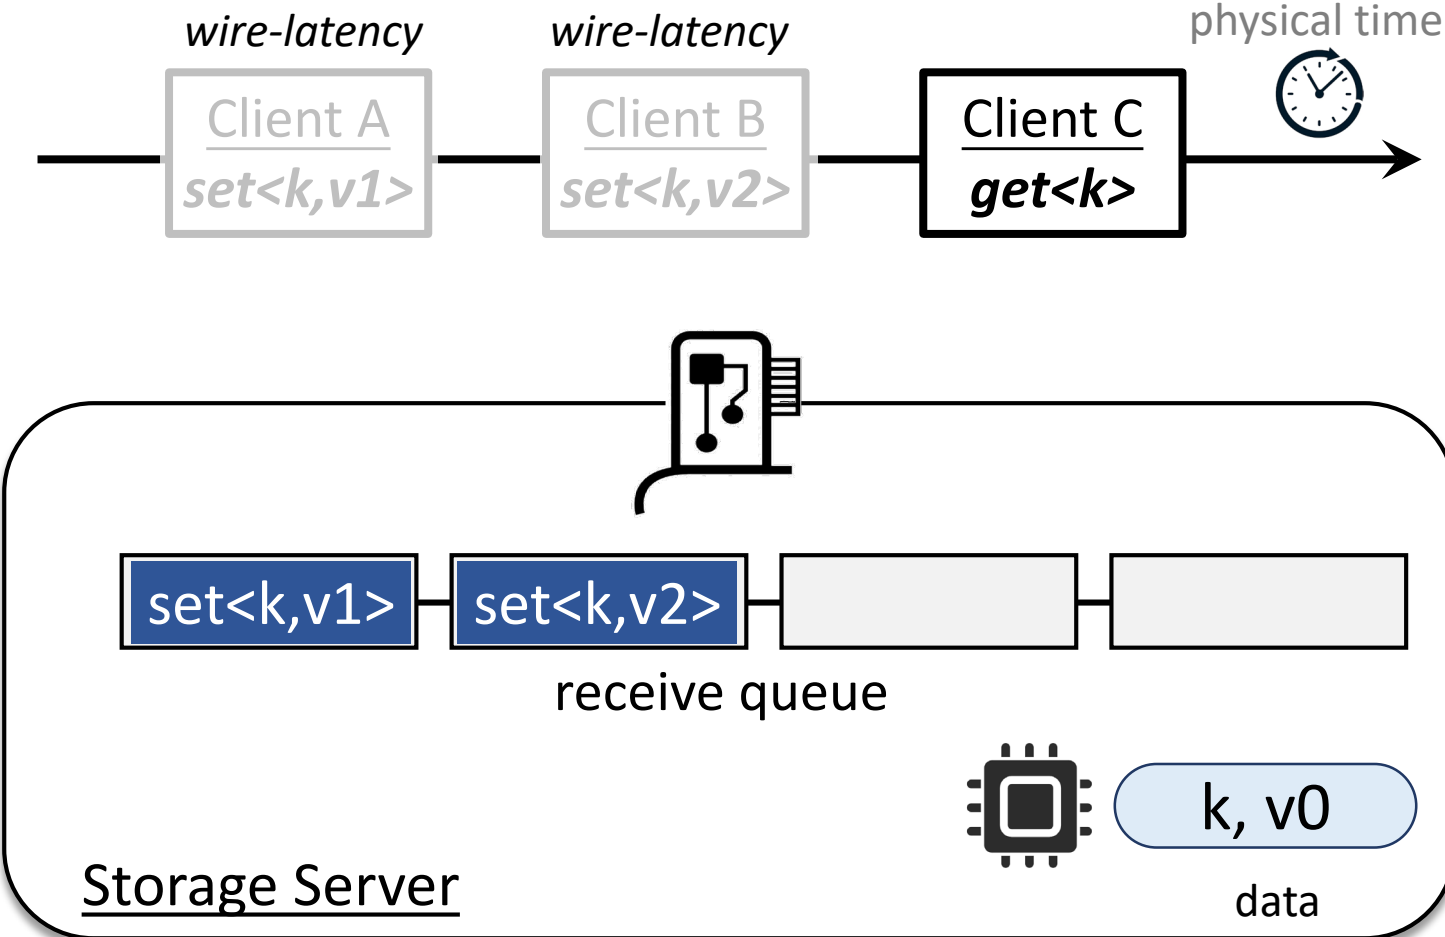 physical time
wire-latency wire-latency
Client A Client B Client C
set<k,v1> set<k,v2> get<k>
set<k,v1> set<k,v2>
receive queue
k, v0
Storage Server
data